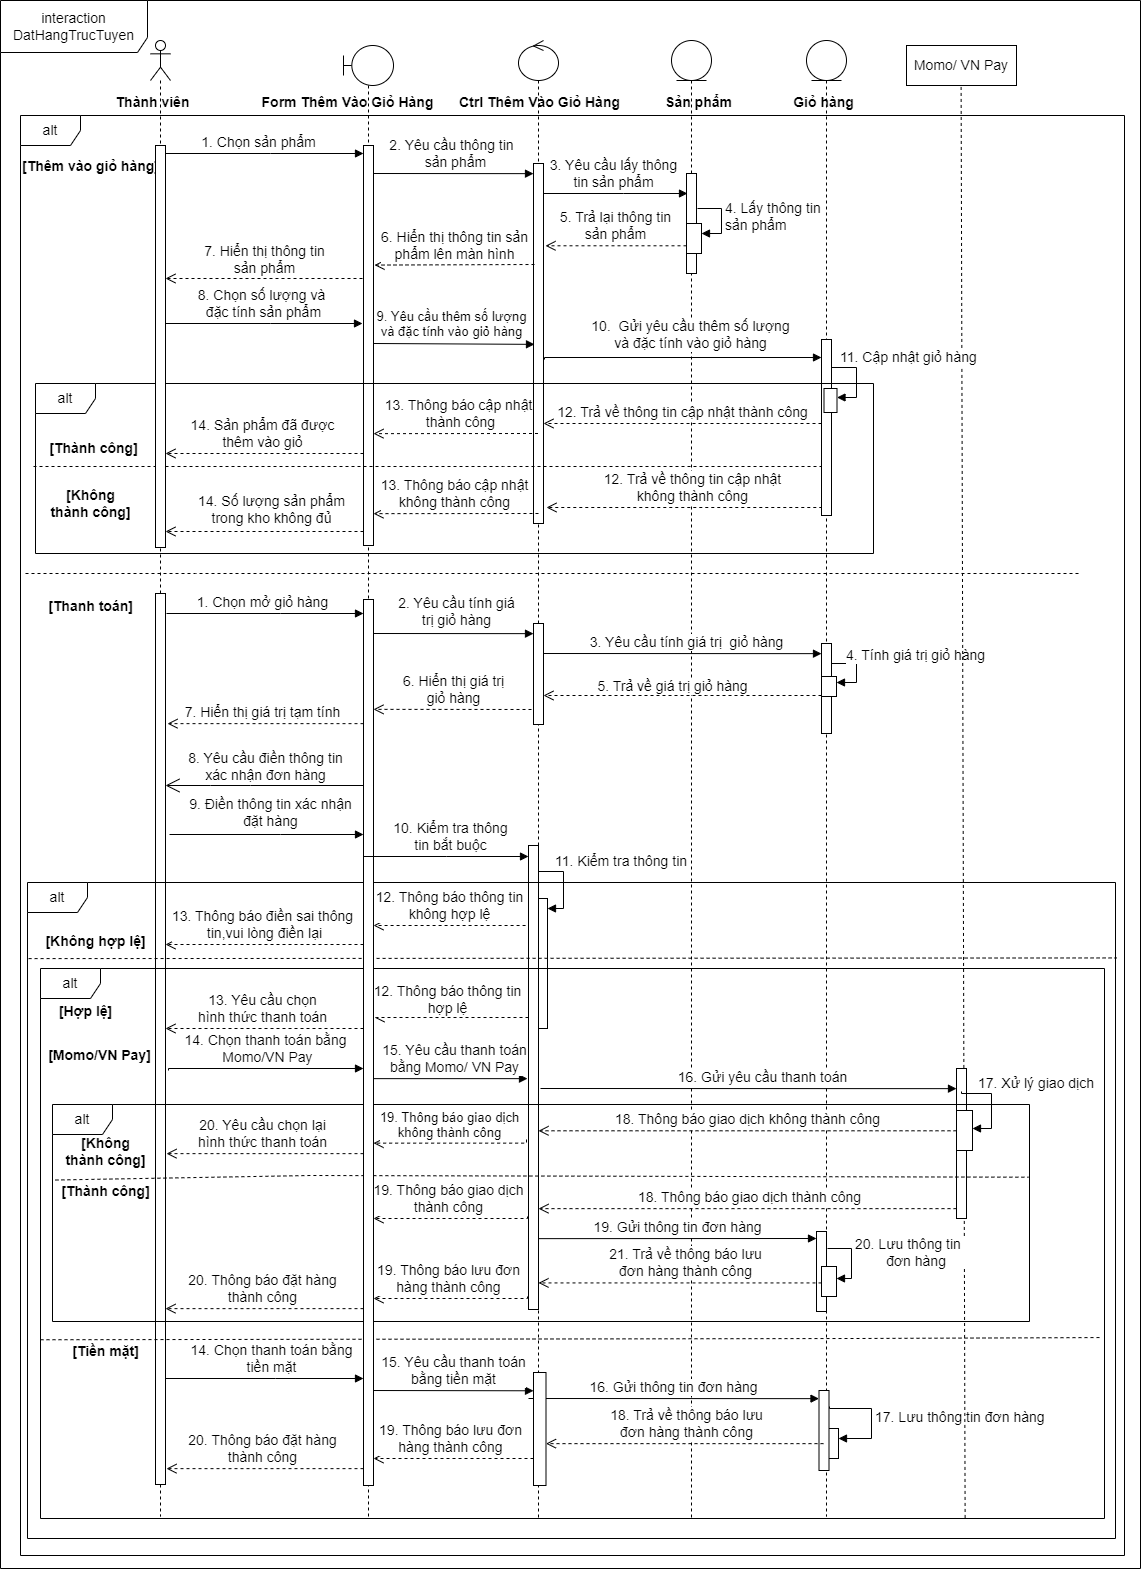 interaction
DatHangTrucTuyen
Thành viên
Form Thêm Vào Giỏ Hàng
Ctrl Thêm Vào Giỏ Hàng
Sản phẩm
Giỏ hàng
Momo/ VN Pay
alt
[Thêm vào giỏ hàng]
1. Chọn sản phẩm
2. Yêu cầu thông tin
sản phẩm
3. Yêu cầu lấy thông
tin sản phẩm
4. Lấy thông tin
sản phẩm
5. Trả lại thông tin
sản phẩm
6. Hiển thị thông tin sản
phẩm lên màn hình
7. Hiển thị thông tin
sản phẩm
8. Chọn số lượng và
đặc tính sản phẩm
9. Yêu cầu thêm số lượng
và đặc tính vào giỏ hàng
10.  Gửi yêu cầu thêm số lượng
và đặc tính vào giỏ hàng
11. Cập nhật giỏ hàng
alt
[Thành công]
12. Trả về thông tin cập nhật thành công
13. Thông báo cập nhật
thành công
14. Sản phẩm đã được
thêm vào giỏ
[Không
thành công]
12. Trả về thông tin cập nhật
không thành công
13. Thông báo cập nhật
không thành công
14. Số lượng sản phẩm
trong kho không đủ
[Thanh toán]
1. Chọn mở giỏ hàng
2. Yêu cầu tính giá
trị giỏ hàng
3. Yêu cầu tính giá trị  giỏ hàng
4. Tính giá trị giỏ hàng
5. Trả về giá trị giỏ hàng
6. Hiển thị giá trị
giỏ hàng
7. Hiển thị giá trị tạm tính
8. Yêu cầu điền thông tin
xác nhận đơn hàng
9. Điền thông tin xác nhận
đặt hàng
10. Kiểm tra thông
tin bắt buộc
11. Kiểm tra thông tin
alt
[Không hợp lệ]
12. Thông báo thông tin
không hợp lệ
13. Thông báo điền sai thông
tin,vui lòng điền lại
alt
[Hợp lệ]
12. Thông báo thông tin
hợp lệ
13. Yêu cầu chọn
hình thức thanh toán
[Momo/VN Pay]
14. Chọn thanh toán bằng
Momo/VN Pay
15. Yêu cầu thanh toán
bằng Momo/ VN Pay
16. Gửi yêu cầu thanh toán
17. Xử lý giao dịch
alt
[Không
thành công]
18. Thông báo giao dịch không thành công
19. Thông báo giao dịch
không thành công
20. Yêu cầu chọn lại
hình thức thanh toán
[Thành công]
18. Thông báo giao dịch thành công
19. Thông báo giao dịch
thành công
19. Gửi thông tin đơn hàng
20. Lưu thông tin
đơn hàng
21. Trả về thông báo lưu
đơn hàng thành công
19. Thông báo lưu đơn
hàng thành công
20. Thông báo đặt hàng
thành công
[Tiền mặt]
14. Chọn thanh toán bằng
tiền mặt
15. Yêu cầu thanh toán
bằng tiền mặt
16. Gửi thông tin đơn hàng
17. Lưu thông tin đơn hàng
18. Trả về thông báo lưu
đơn hàng thành công
19. Thông báo lưu đơn
hàng thành công
20. Thông báo đặt hàng
thành công